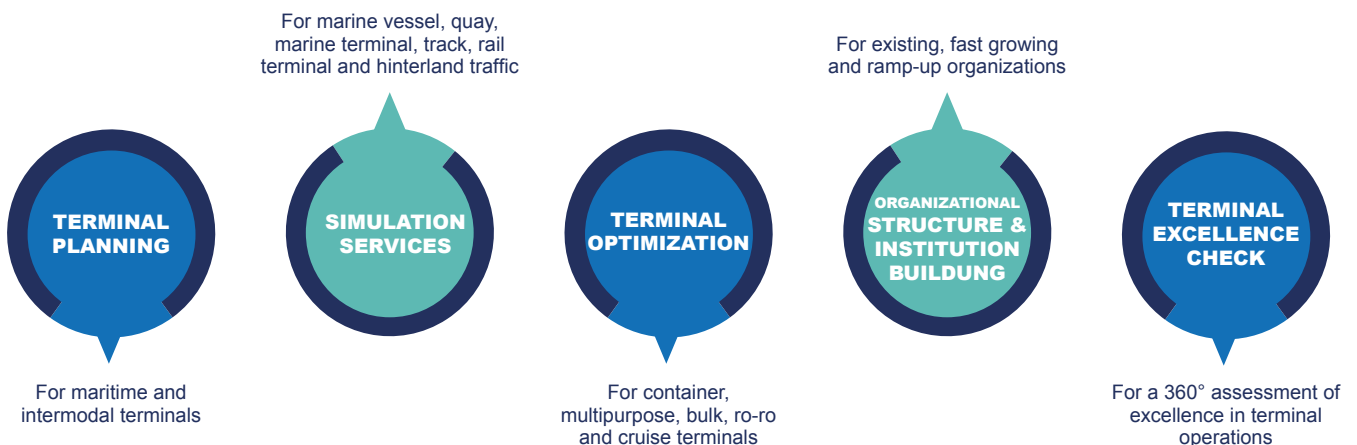 For marine vessel, quay,
marine terminal, track, rail
terminal and hinterland traffic
For existing, fast growing
and ramp-up organizations
TERMINAL
PLANNING
SIMULATION
SERVICES
TERMINAL
OPTIMIZATION
ORGANIZATIONAL
STRUCTURE &
INSTITUTION
BUILDUNG
TERMINAL
EXCELLENCE
CHECK
For maritime and
intermodal terminals
For container,
multipurpose, bulk, ro-ro
and cruise terminals
For a 360° assessment of
excellence in terminal
operations